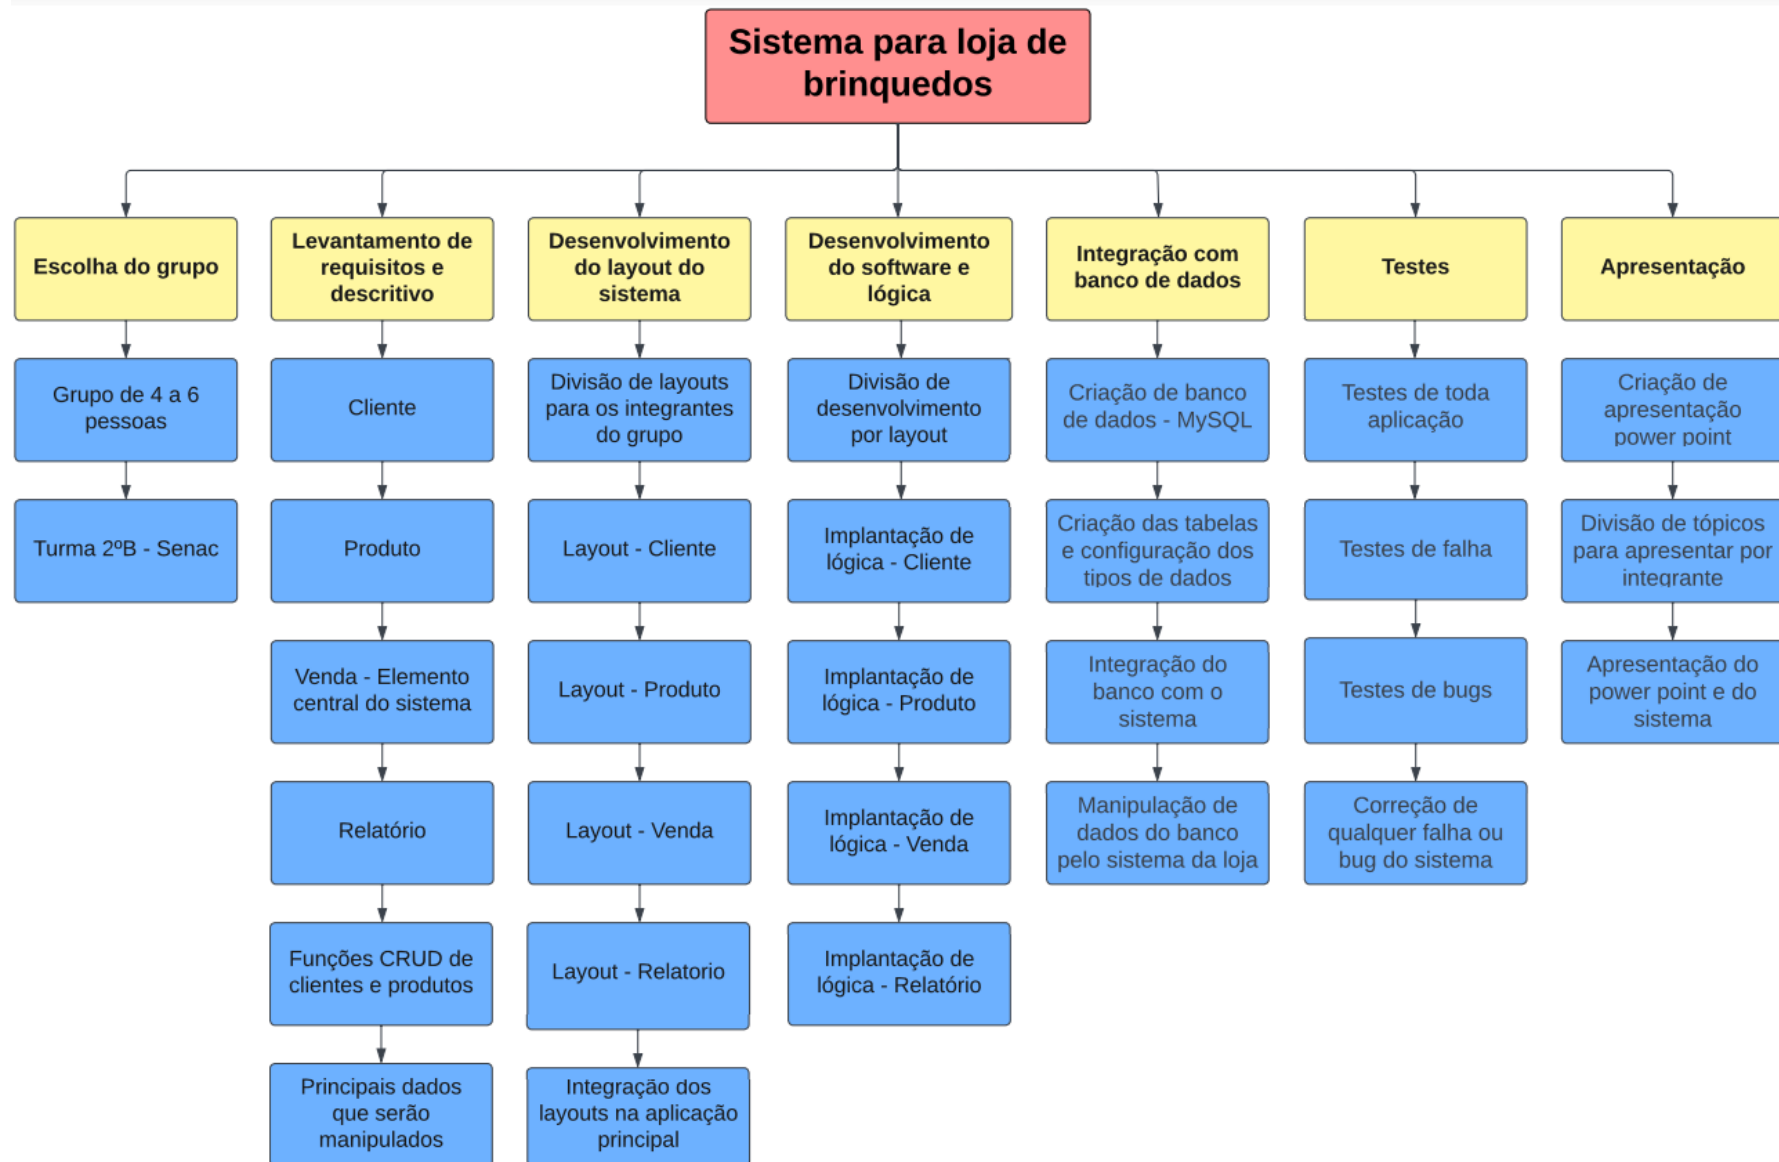 Sistema para loja de
brinquedos
Escolha do grupo
Grupo de 4 a 6
pessoas
Turma 2ºB - Senac
Levantamento de
requisitos e
descritivo
Cliente
Produto
Venda - Elemento
central do sistema
Relatório
Funções CRUD de
clientes e produtos
Principais dados
que serão
manipulados
Desenvolvimento
do layout do
sistema
Divisão de layouts
para os integrantes
do grupo
Layout - Cliente
Layout - Produto
Layout - Venda
Layout - Relatorio
Integração dos
layouts na aplicação
principal
Desenvolvimento
do software e
lógica
Divisão de
desenvolvimento
por layout
Implantação de
lógica - Cliente
Implantação de
lógica - Produto
Implantação de
lógica - Venda
Implantação de
lógica - Relatório
Integração com
banco de dados
Criação de banco
de dados - MySQL
Criação das tabelas
e configuração dos
tipos de dados
Integração do
banco com o
sistema
Manipulação de
dados do banco
pelo sistema da loja
Testes
Testes de toda
aplicação
Testes de falha
Testes de bugs
Correção de
qualquer falha ou
bug do sistema
Apresentação
Criação de
apresentação
power point
Divisão de tópicos
para apresentar por
integrante
Apresentação do
power point e do
sistema